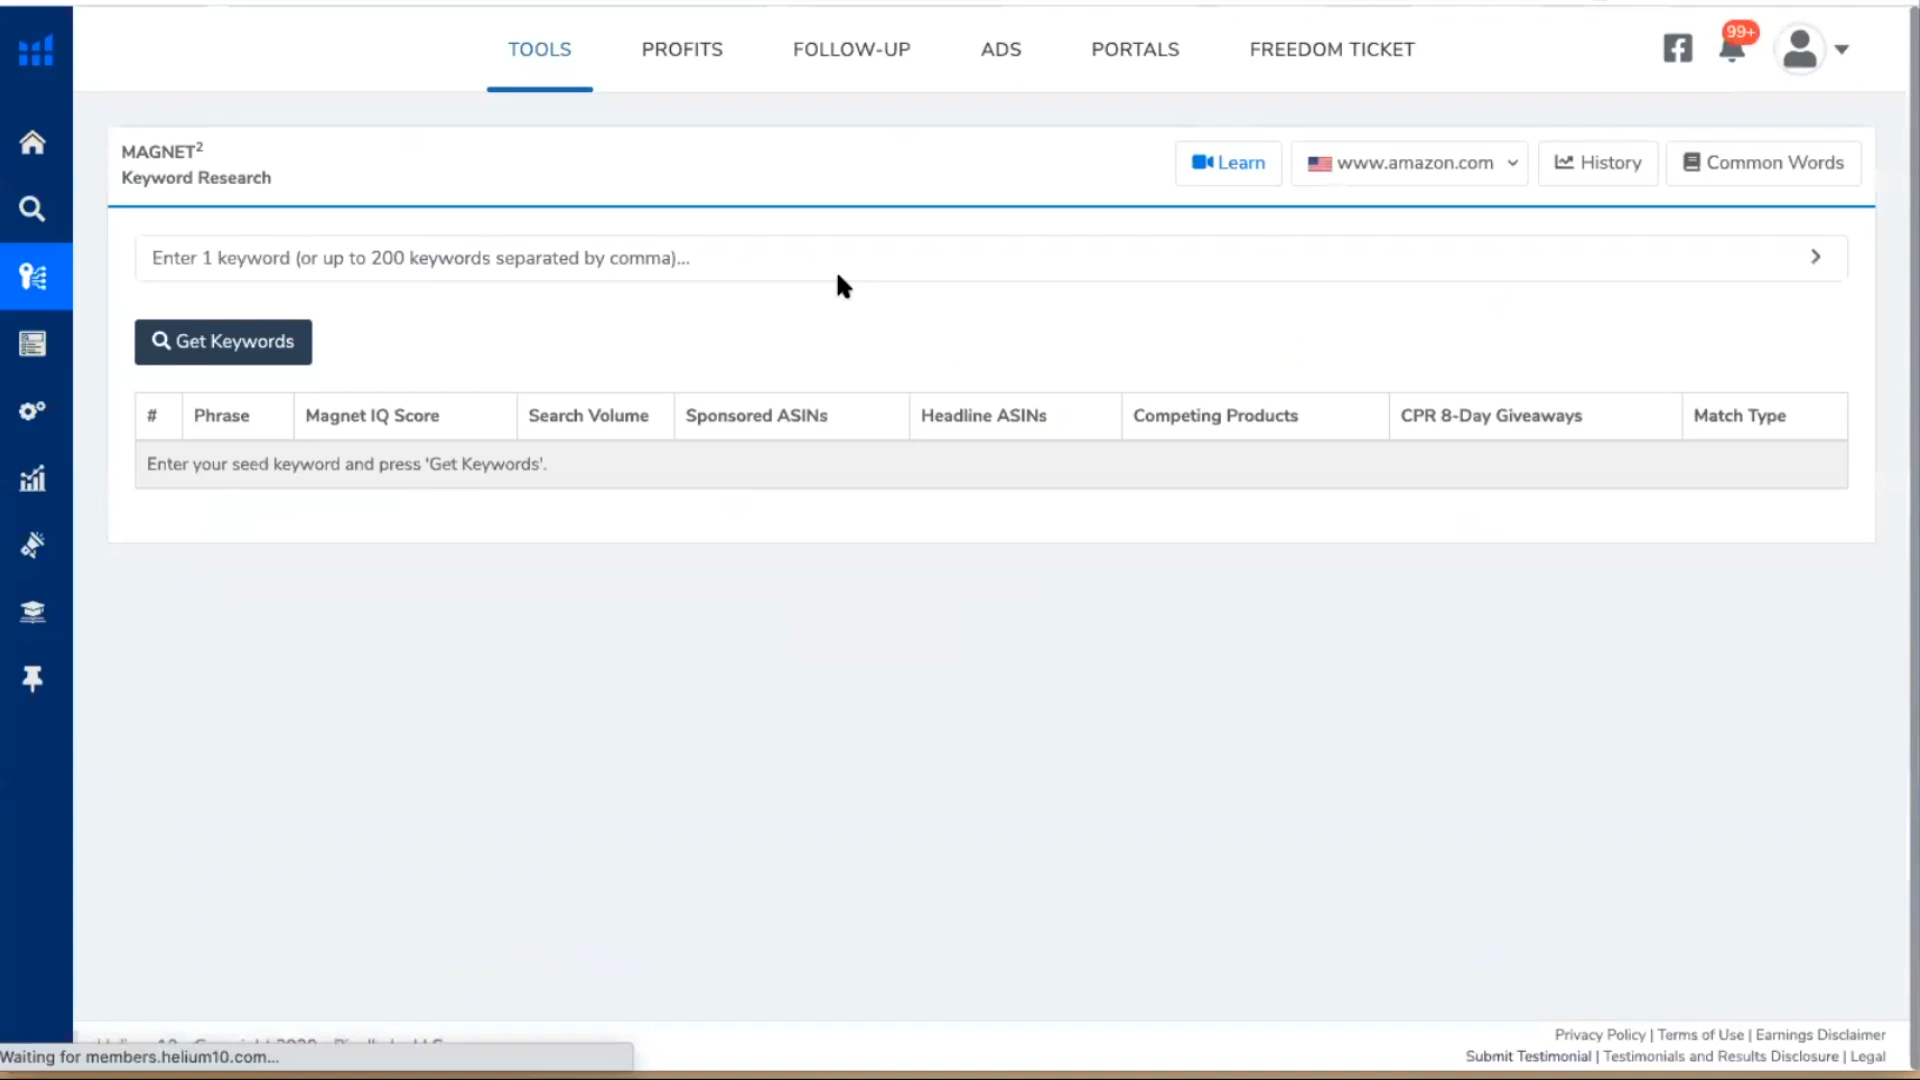 TOOLS PROFITS FOLLOW-UP ADS PORTALS FREEDOM TICKET 99+
MAGNET²
Keyword Research
Learn www.amazon.com History Common Words
Enter 1 keyword (or up to 200 keywords separated by comma)...
Get Keywords
# Phrase Magnet IQ Score Search Volume Sponsored ASINs Headline ASINs Competing Products CPR 8-Day Giveaways Match Type
Enter your seed keyword and press 'Get Keywords'.
Privacy Policy | Terms of Use | Earnings Disclaimer
Submit Testimonial | Testimonials and Results Disclosure | Legal
Waiting for members.helium10.com...